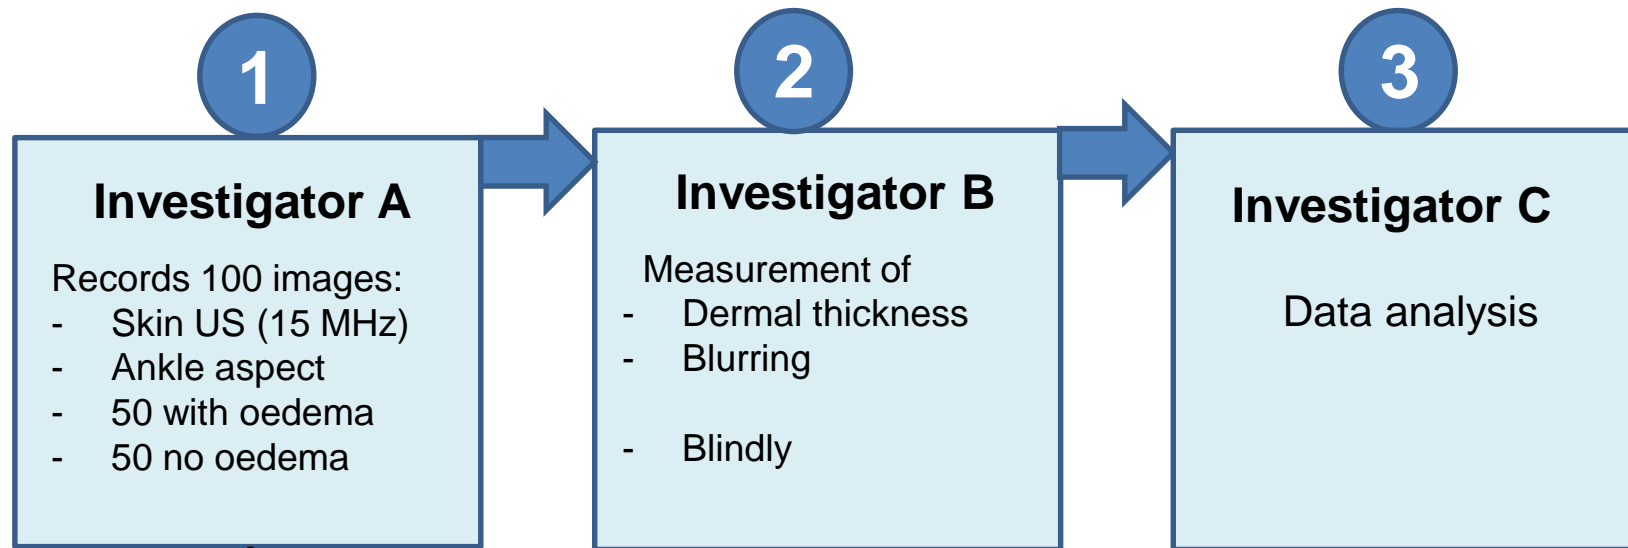 1
Investigator A
Records 100 images:
- Skin US (15 MHz)
- Ankle aspect
- 50 with oedema
- 50 no oedema
2
Investigator B
Measurement of
- Dermal thickness
- Blurring
- Blindly
3
Investigator C
Data analysis